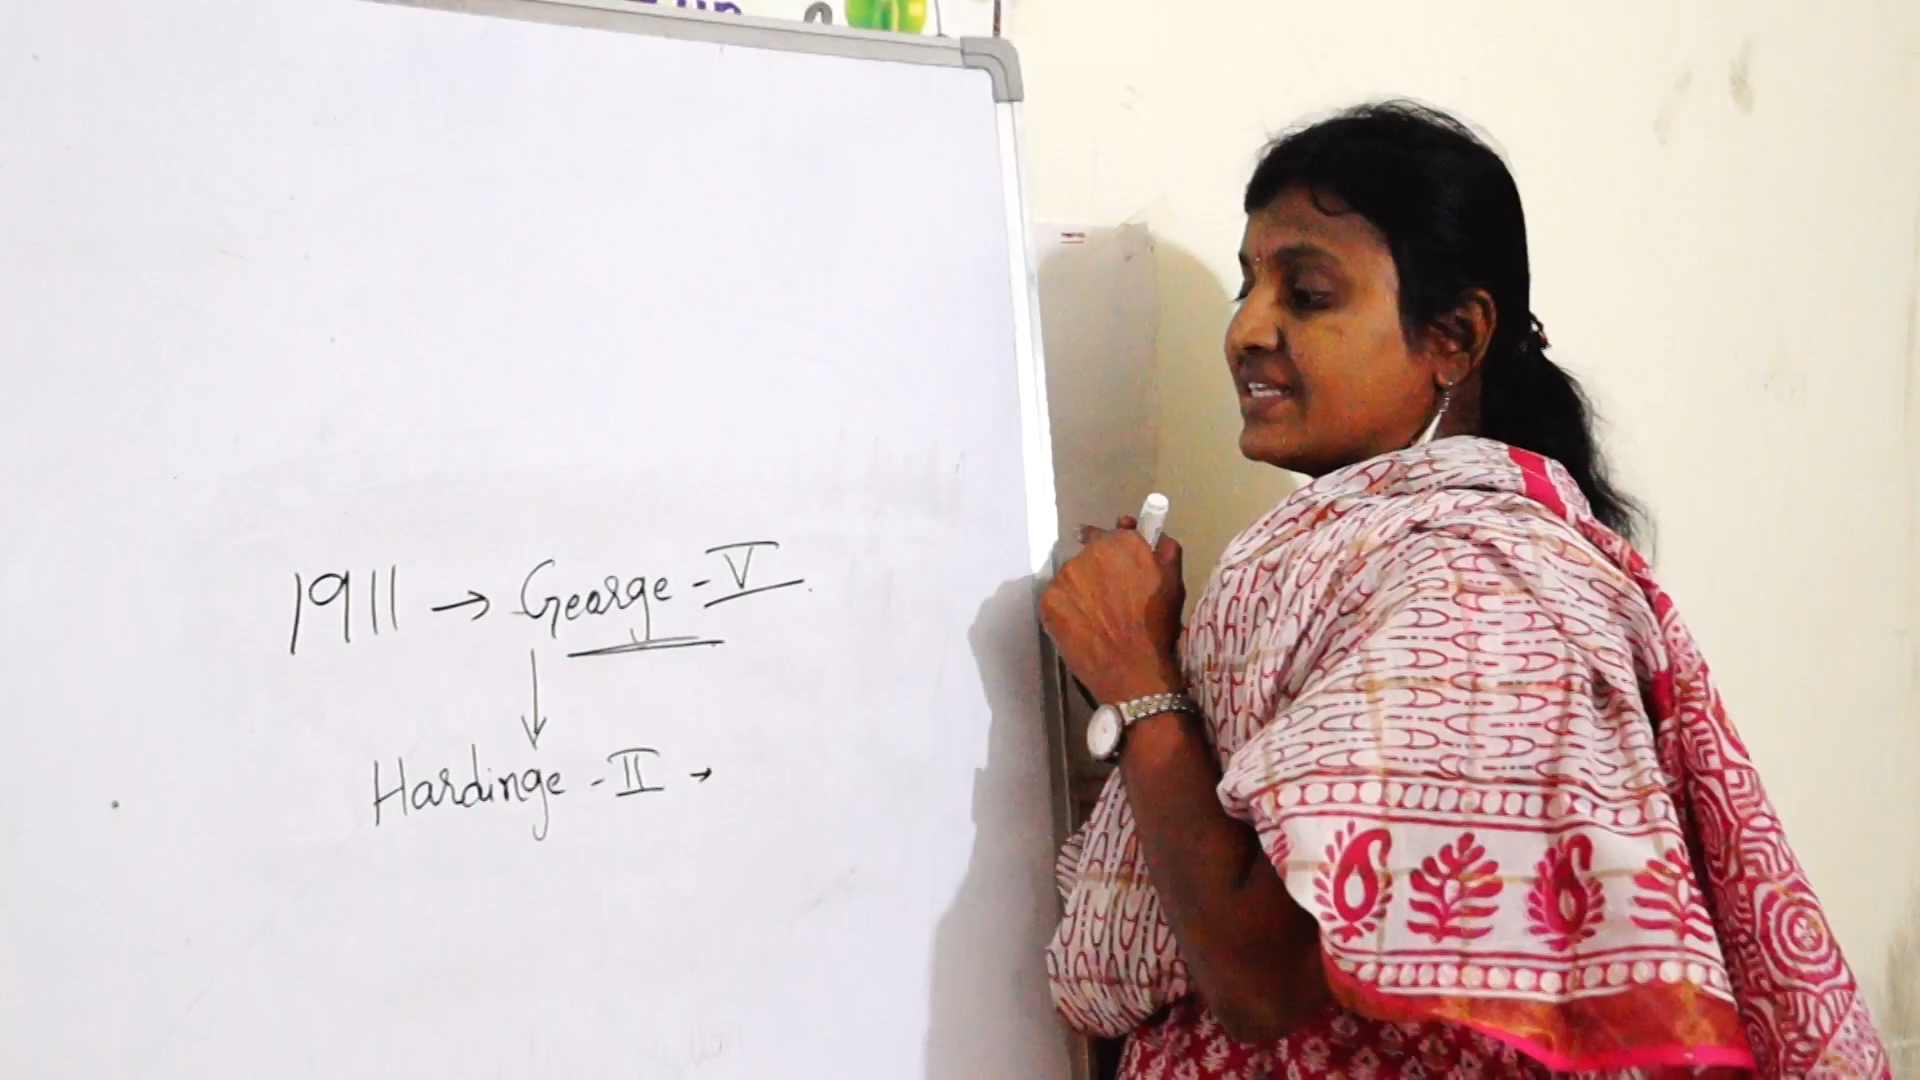 1911 → George - V
↓
Hardinge - II →